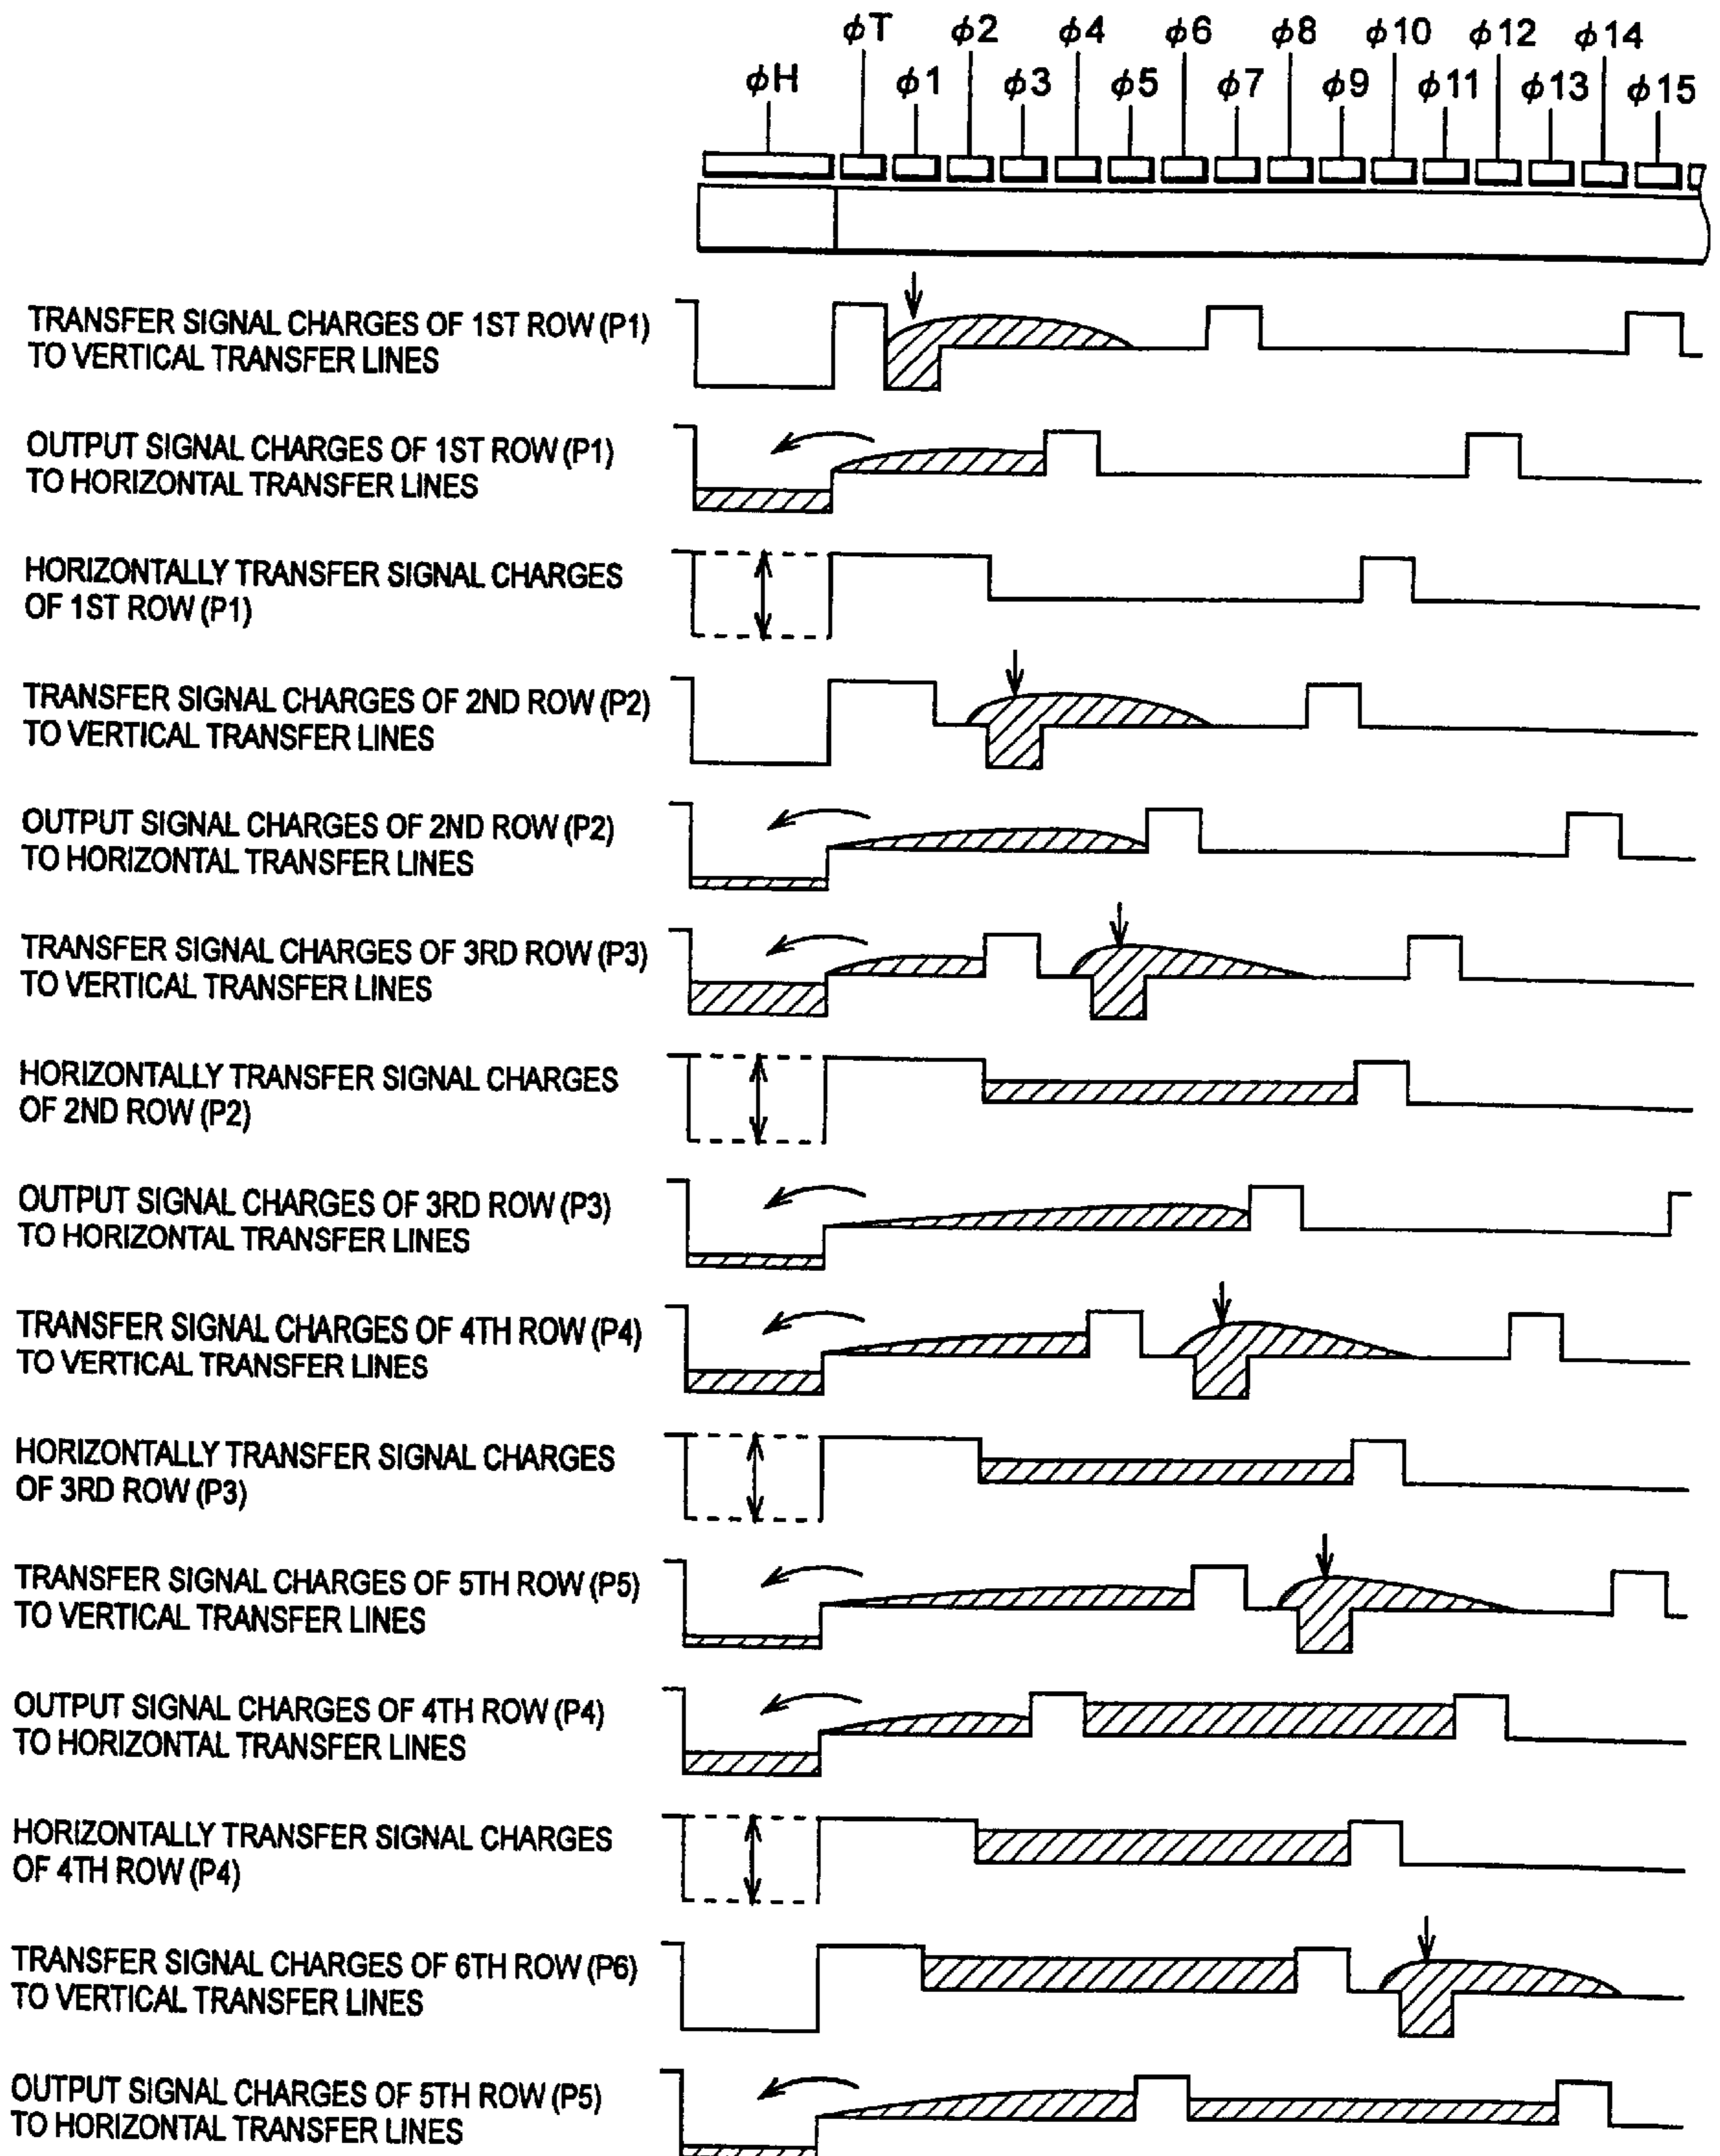 φT φ2 φ4 φ6 φ8 φ10 φ12 φ14
φH φ1 φ3 φ5 φ7 φ9 φ11 φ13 φ15
TRANSFER SIGNAL CHARGES OF 1ST ROW (P1)
TO VERTICAL TRANSFER LINES
OUTPUT SIGNAL CHARGES OF 1ST ROW (P1)
TO HORIZONTAL TRANSFER LINES
HORIZONTALLY TRANSFER SIGNAL CHARGES
OF 1ST ROW (P1)
TRANSFER SIGNAL CHARGES OF 2ND ROW (P2)
TO VERTICAL TRANSFER LINES
OUTPUT SIGNAL CHARGES OF 2ND ROW (P2)
TO HORIZONTAL TRANSFER LINES
TRANSFER SIGNAL CHARGES OF 3RD ROW (P3)
TO VERTICAL TRANSFER LINES
HORIZONTALLY TRANSFER SIGNAL CHARGES
OF 2ND ROW (P2)
OUTPUT SIGNAL CHARGES OF 3RD ROW (P3)
TO HORIZONTAL TRANSFER LINES
TRANSFER SIGNAL CHARGES OF 4TH ROW (P4)
TO VERTICAL TRANSFER LINES
HORIZONTALLY TRANSFER SIGNAL CHARGES
OF 3RD ROW (P3)
TRANSFER SIGNAL CHARGES OF 5TH ROW (P5)
TO VERTICAL TRANSFER LINES
OUTPUT SIGNAL CHARGES OF 4TH ROW (P4)
TO HORIZONTAL TRANSFER LINES
HORIZONTALLY TRANSFER SIGNAL CHARGES
OF 4TH ROW (P4)
TRANSFER SIGNAL CHARGES OF 6TH ROW (P6)
TO VERTICAL TRANSFER LINES
OUTPUT SIGNAL CHARGES OF 5TH ROW (P5)
TO HORIZONTAL TRANSFER LINES